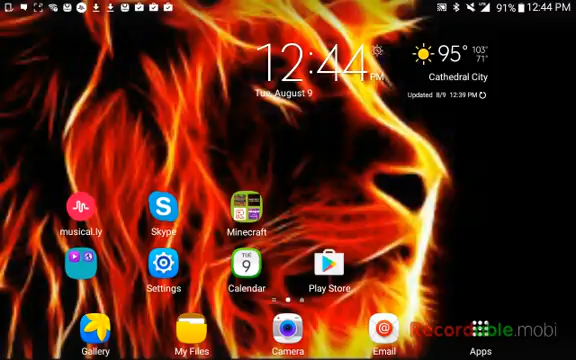 91% 12:44 PM
12:44 PM
Tue, August 9
95° 103° 71°
Cathedral City
Updated 8/9 12:39 PM
musical.ly
Skype
Minecraft
Settings
TUE 9
Calendar
Play Store
Gallery
My Files
Camera
Email
Apps
Recordable.mobi